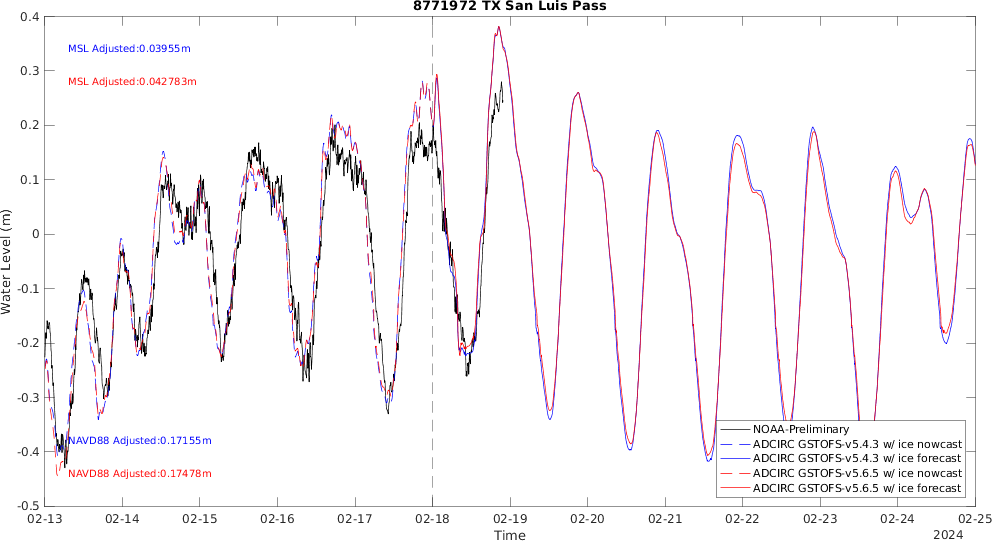 8771972 TX San Luis Pass
0.4
0.3
0.2
0.1
0
-0.1
-0.2
-0.3
-0.4
-0.5
Water Level (m)
MSL Adjusted:0.03955m
MSL Adjusted:0.042783m
NAVD88 Adjusted:0.17155m
NAVD88 Adjusted:0.17478m
NOAA-Preliminary
ADCIRC GSTOFS-v5.4.3 w/ ice nowcast
ADCIRC GSTOFS-v5.4.3 w/ ice forecast
ADCIRC GSTOFS-v5.6.5 w/ ice nowcast
ADCIRC GSTOFS-v5.6.5 w/ ice forecast
02-13 02-14 02-15 02-16 02-17 02-18 02-19 02-20 02-21 02-22 02-23 02-24 02-25
Time
2024